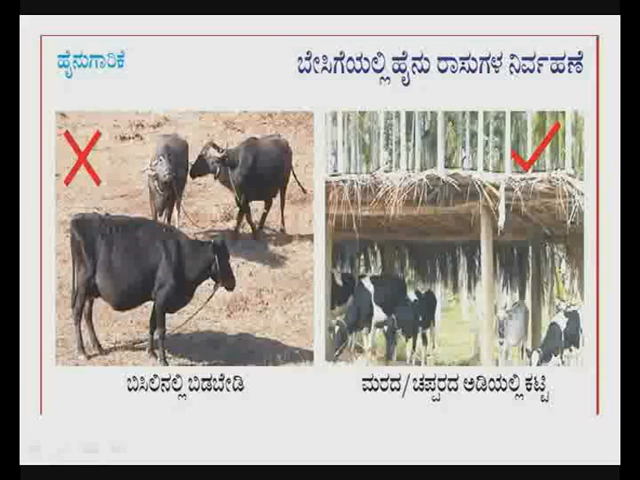 ಹೈನುಗಾರಿಕೆ
ಬೇಸಿಗೆಯಲ್ಲಿ ಹೈನು ರಾಸುಗಳ ನಿರ್ವಹಣೆ
ಬಿಸಿಲಿನಲ್ಲಿ ಬಿಡಬೇಡಿ
ಮರದ/ಚಪ್ಪರದ ಅಡಿಯಲ್ಲಿ ಕಟ್ಟಿ